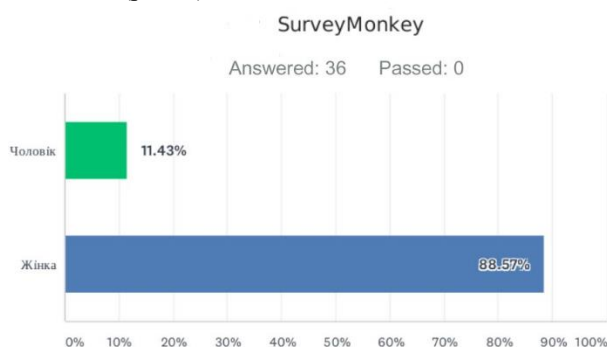 SurveyMonkey
Answered: 36 Passed: 0
Чоловік
11.43%
Жінка
88.57%
0% 10% 20% 30% 40% 50% 60% 70% 80% 90% 100%